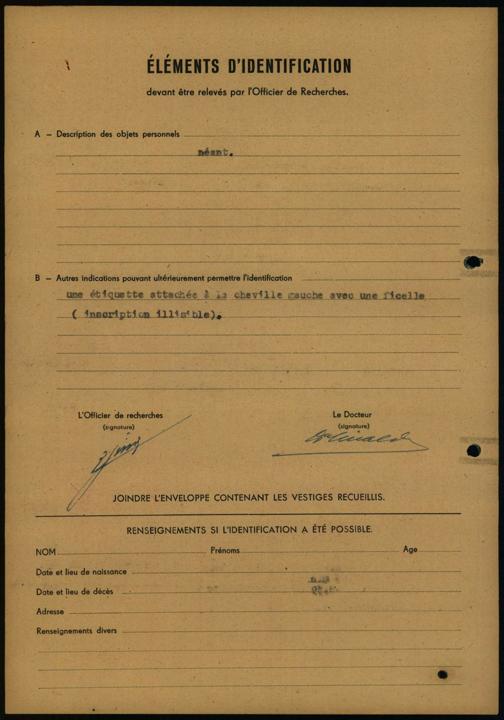 ÉLÉMENTS D'IDENTIFICATION
devant être relevés par l'Officier de Recherches.
A – Description des objets personnels
néant.
B – Autres indications pouvant ultérieurement permettre l'identification
une étiquette attachée à la cheville gauche avec une ficelle
( inscription illisible).
L'Officier de recherches Le Docteur
(signature) (signature)
JOINDRE L'ENVELOPPE CONTENANT LES VESTIGES RECUEILLIS.
RENSEIGNEMENTS SI L'IDENTIFICATION A ÉTÉ POSSIBLE.
NOM Prénoms Age
Date et lieu de naissance
Date et lieu de décès
Adresse
Renseignements divers